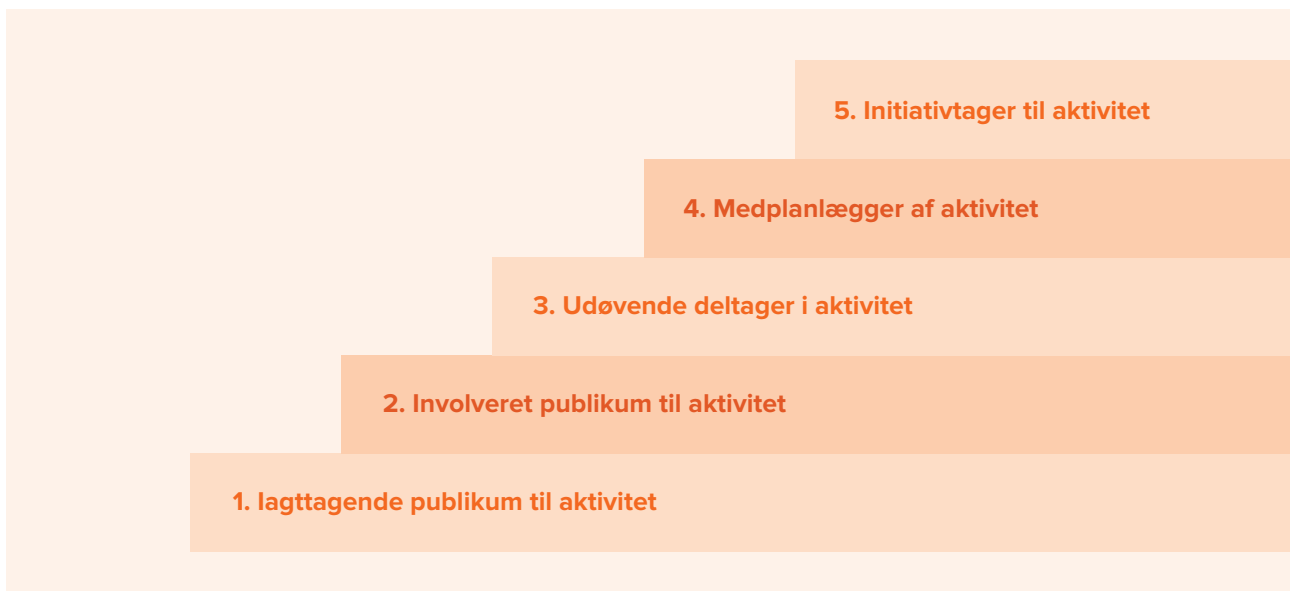 5. Initiativtager til aktivitet
4. Medplanlægger af aktivitet
3. Udøvende deltager i aktivitet
2. Involveret publikum til aktivitet
1. Iagttagende publikum til aktivitet